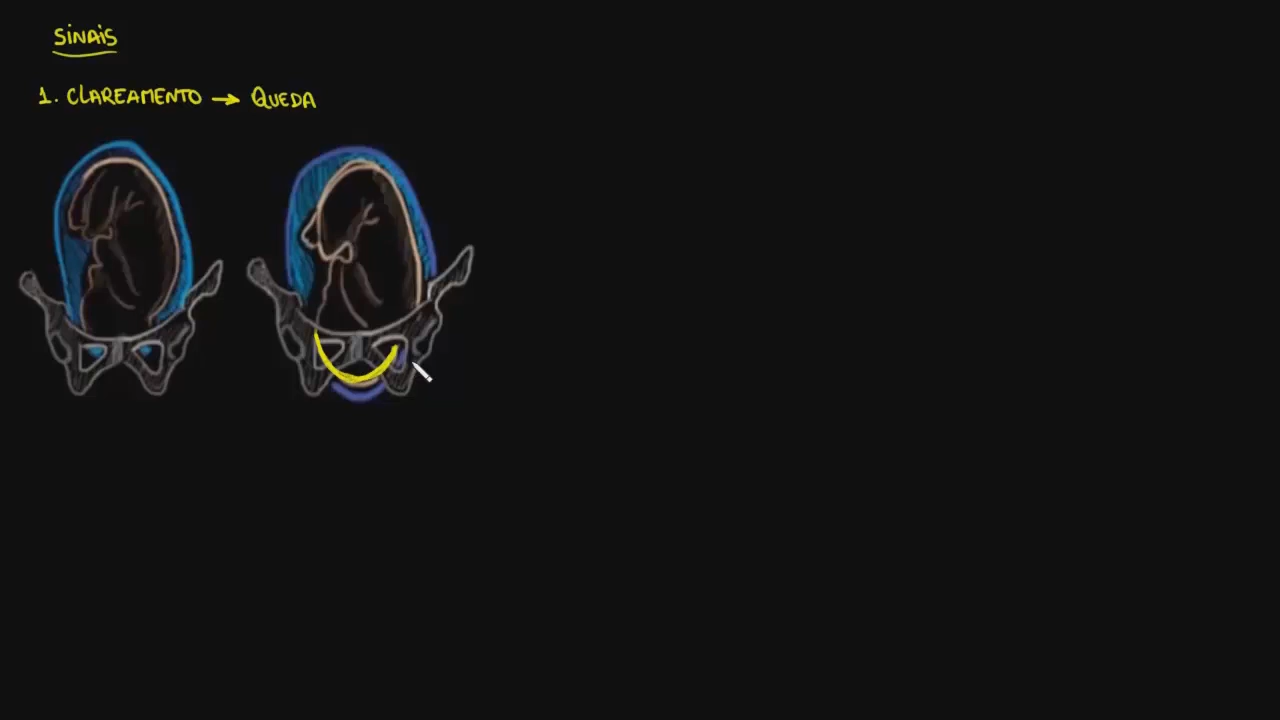 SINAIS
1. CLAREAMENTO → QUEDA